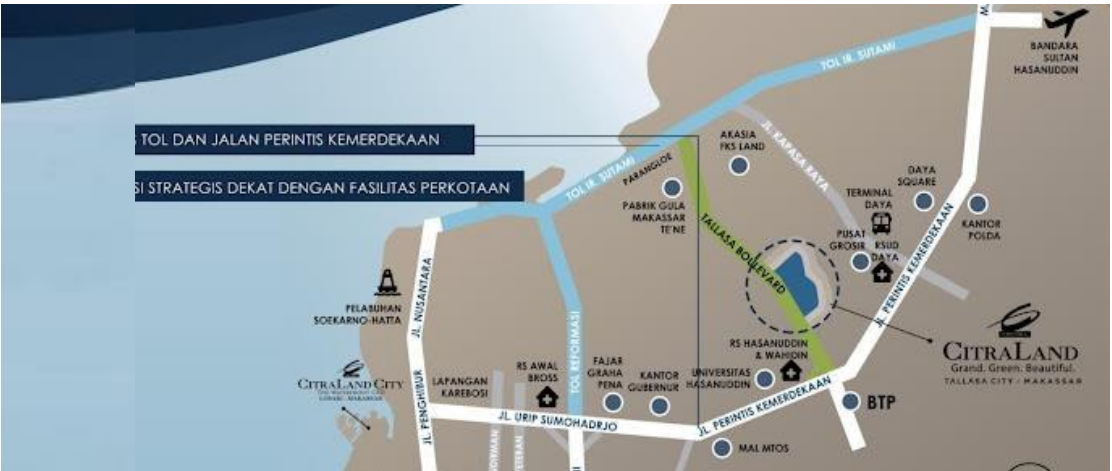 TOL DAN JALAN PERINTIS KEMERDEKAAN
SI STRATEGIS DEKAT DENGAN FASILITAS PERKOTAAN
TOL IR. SUTAMI
BANDARA
SULTAN
HASANUDDIN
JL. KAPASA RAYA
AKASIA
FKS LAND
PARANGLOE
TOL IR. SUTAMI
PABRIK GULA
MAKASSAR
TE'NE
DAYA
SQUARE
TERMINAL
DAYA
KANTOR
POLDA
PUSAT
GROSIR
RSUD
DAYA
TALLASA BOULEVARD
JL. PERINTIS KEMERDEKAAN
PELABUHAN
SOEKARNO-HATTA
JL. NUSANTARA
TOL REFORMASI
CITRALAND
Grand. Green. Beautiful.
TALLASA CITY - MAKASSAR
CITRALAND CITY
LOSARI - MAKASSAR
LAPANGAN
KAREBOSI
RS AWAL
BROSS
FAJAR
GRAHA
PENA
KANTOR
GUBERNUR
UNIVERSITAS
HASANUDDIN
RS HASANUDDIN
& WAHIDIN
BTP
JL. PENGHIBUR
JL. URIP SUMOHADRJO
JL. PERINTIS KEMERDEKAAN
MAL MTOS